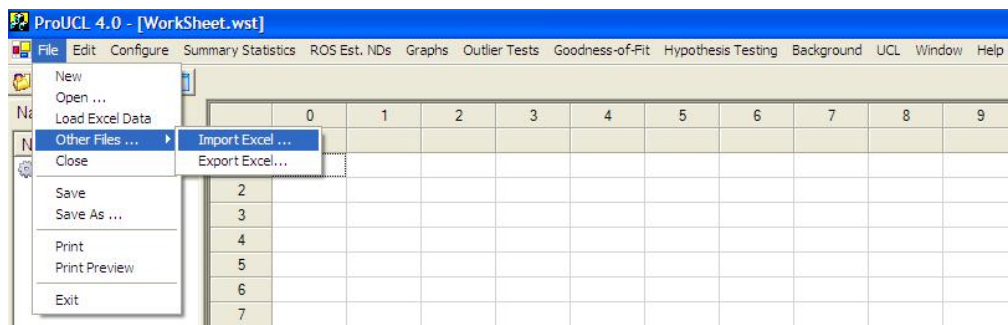 ProUCL 4.0 - [WorkSheet.wst]
File Edit Configure Summary Statistics ROS Est. NDs Graphs Outlier Tests Goodness-of-Fit Hypothesis Testing Background UCL Window Help
New
Open ...
Load Excel Data
Other Files ...
Close
Save
Save As ...
Print
Print Preview
Exit
Import Excel ...
Export Excel...
0 1 2 3 4 5 6 7 8 9
2
3
4
5
6
7